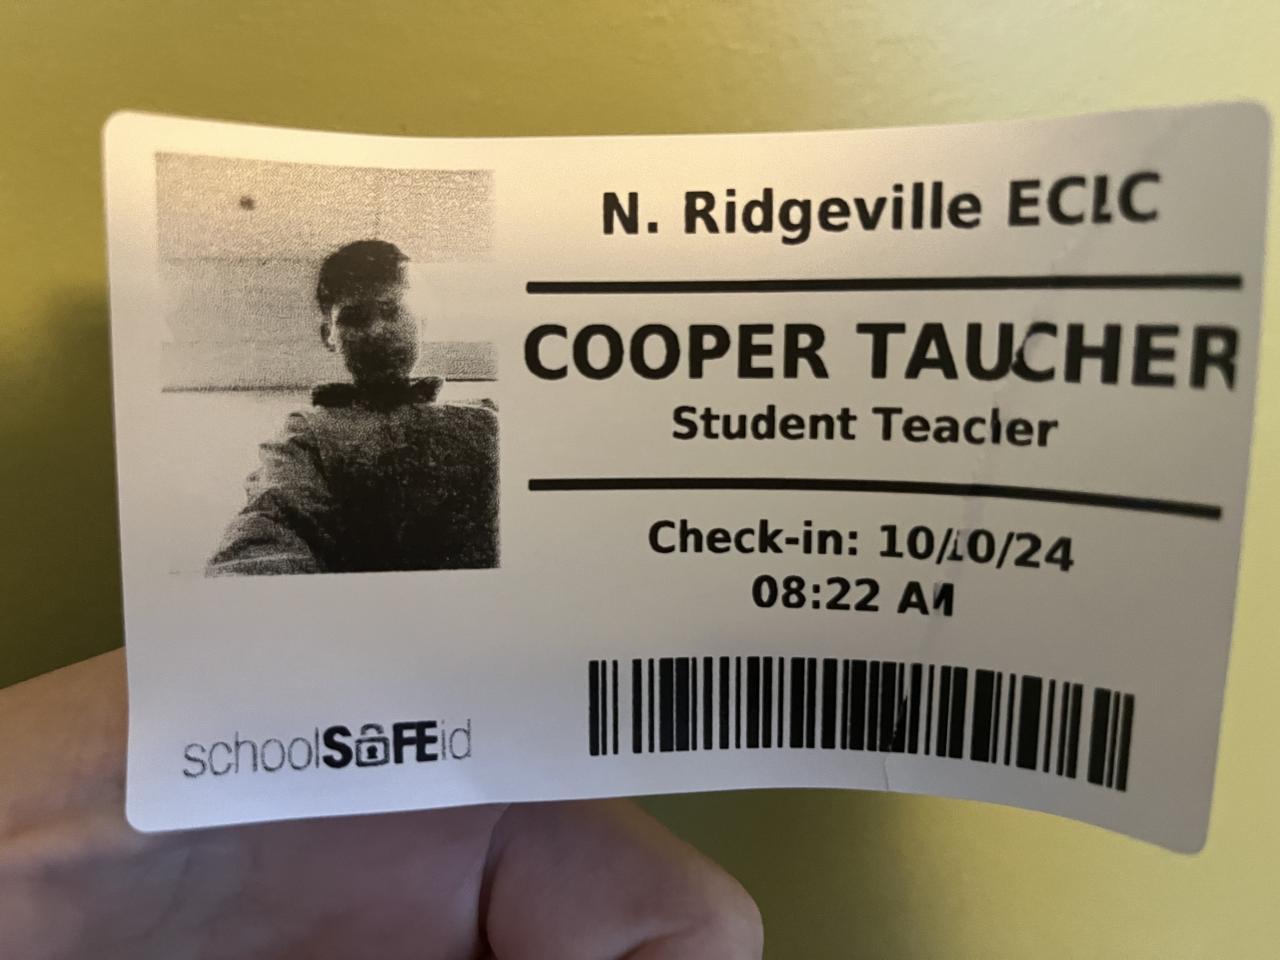 N. Ridgeville ECLC
COOPER TAUCHER
Student Teacher
Check-in: 10/10/24
08:22 AM
schoolSAFEid